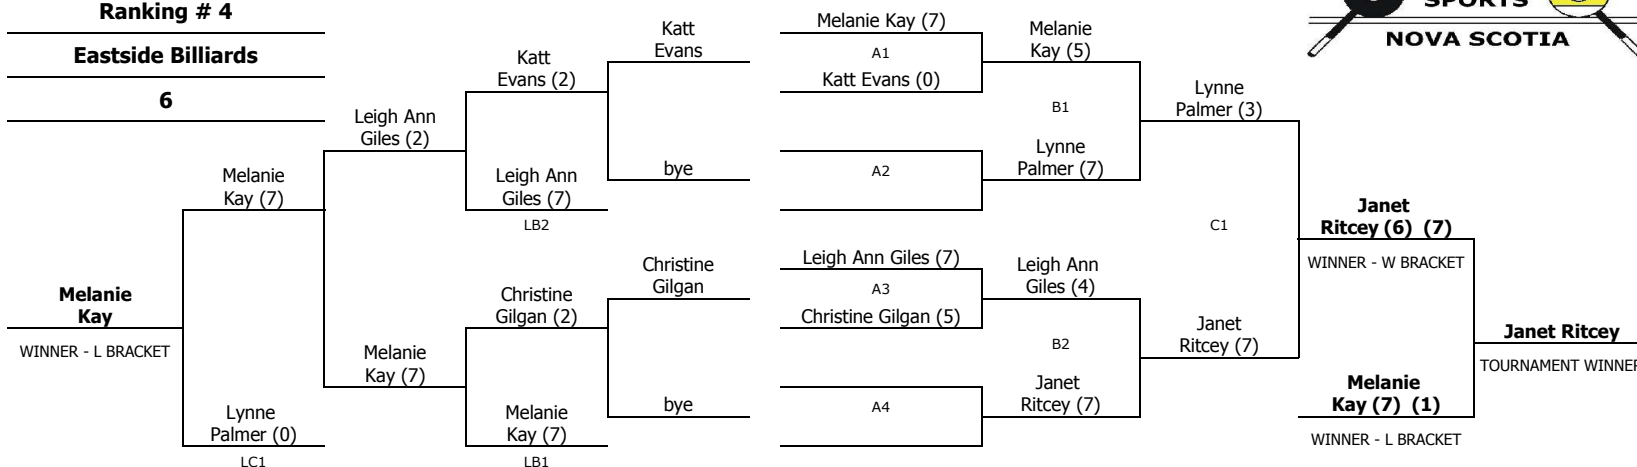 Ranking # 4
Eastside Billiards
6
SPORTS
NOVA SCOTIA
Melanie
Kay
WINNER - L BRACKET
Melanie
Kay (7)
Lynne
Palmer (0)
LC1
Leigh Ann
Giles (2)
Melanie
Kay (7)
Katt
Evans (2)
Leigh Ann
Giles (7)
LB2
Christine
Gilgan (2)
Melanie
Kay (7)
LB1
Katt
Evans
bye
Christine
Gilgan
bye
Melanie Kay (7)
A1
Katt Evans (0)
A2
Leigh Ann Giles (7)
A3
Christine Gilgan (5)
A4
Melanie
Kay (5)
B1
Lynne
Palmer (7)
Leigh Ann
Giles (4)
B2
Janet
Ritcey (7)
Lynne
Palmer (3)
C1
Janet
Ritcey (7)
Janet
Ritcey (6) (7)
WINNER - W BRACKET
Melanie
Kay (7) (1)
WINNER - L BRACKET
Janet Ritcey
TOURNAMENT WINNER